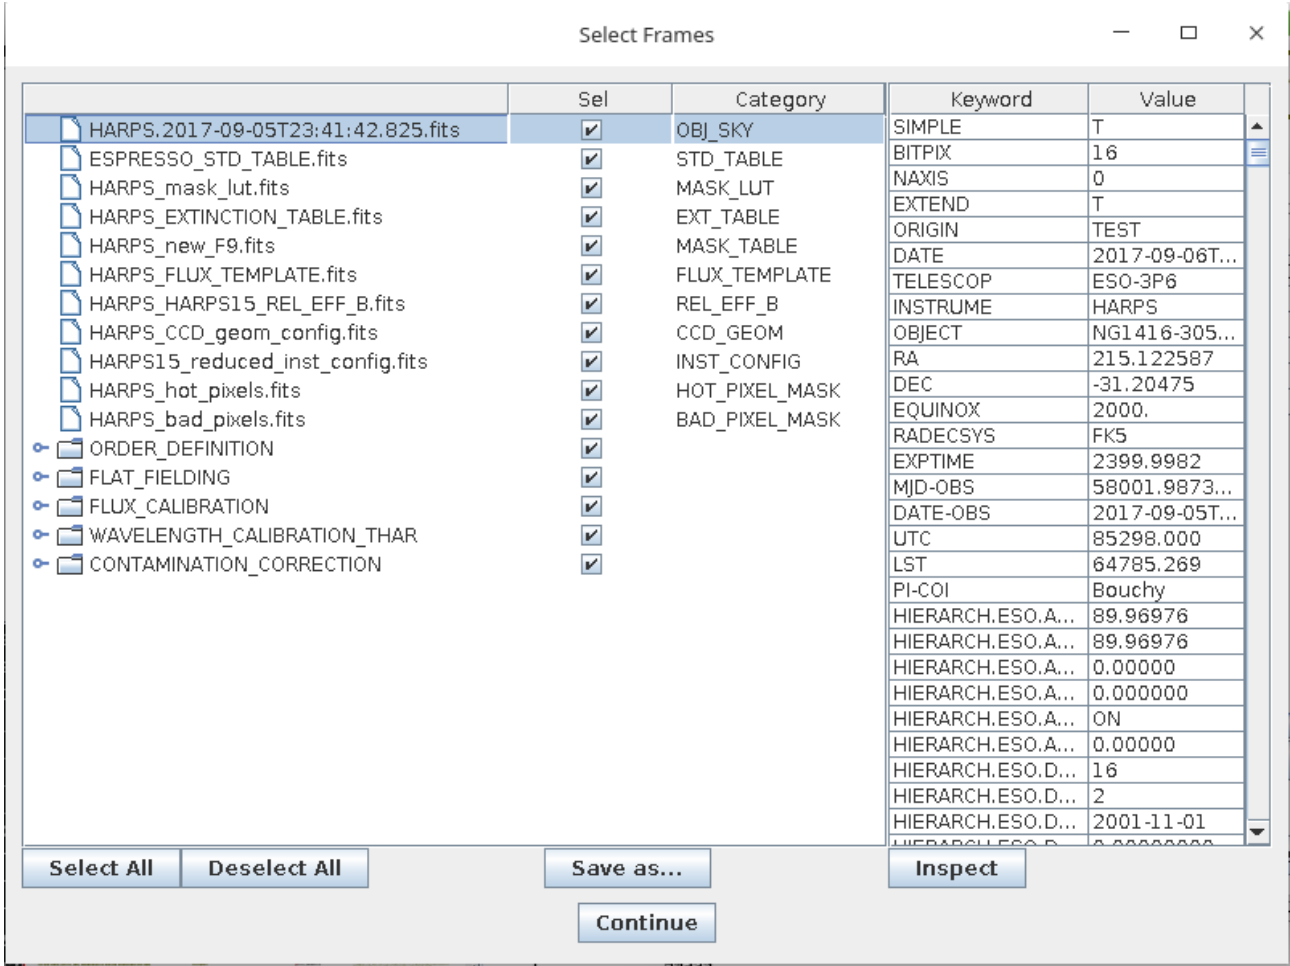 Select Frames
Sel Category Keyword Value
HARPS.2017-09-05T23:41:42.825.fits OBJ_SKY SIMPLE T
ESPRESSO_STD_TABLE.fits STD_TABLE BITPIX 16
HARPS_mask_lut.fits MASK_LUT NAXIS 0
HARPS_EXTINCTION_TABLE.fits EXT_TABLE EXTEND T
HARPS_new_F9.fits MASK_TABLE ORIGIN TEST
HARPS_FLUX_TEMPLATE.fits FLUX_TEMPLATE DATE 2017-09-06T...
HARPS_HARPS15_REL_EFF_B.fits REL_EFF_B TELESCOP ESO-3P6
HARPS_CCD_geom_config.fits CCD_GEOM INSTRUME HARPS
HARPS15_reduced_inst_config.fits INST_CONFIG OBJECT NG1416-305...
HARPS_hot_pixels.fits HOT_PIXEL_MASK RA 215.122587
HARPS_bad_pixels.fits BAD_PIXEL_MASK DEC -31.20475
ORDER_DEFINITION EQUINOX 2000.
FLAT_FIELDING RADECSYS FK5
FLUX_CALIBRATION EXPTIME 2399.9982
WAVELENGTH_CALIBRATION_THAR MJD-OBS 58001.9873...
CONTAMINATION_CORRECTION DATE-OBS 2017-09-05T...
UTC 85298.000
LST 64785.269
PI-COI Bouchy
HIERARCH.ESO.A... 89.96976
HIERARCH.ESO.A... 89.96976
HIERARCH.ESO.A... 0.00000
HIERARCH.ESO.A... 0.000000
HIERARCH.ESO.A... ON
HIERARCH.ESO.A... 0.00000
HIERARCH.ESO.D... 16
HIERARCH.ESO.D... 2
HIERARCH.ESO.D... 2001-11-01
Select All Deselect All Save as... Inspect
Continue